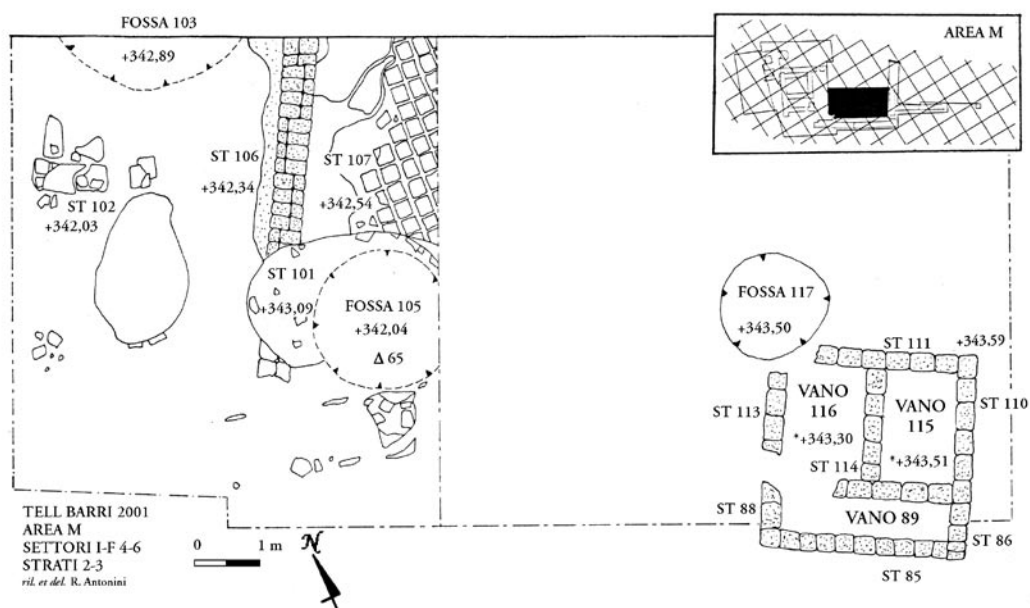 FOSSA 103
+342,89
AREA M
ST 106
+342,34
ST 107
+342,54
ST 102
+342,03
ST 101
+343,09
FOSSA 105
+342,04
Δ 65
FOSSA 117
+343,50
ST 111
+343,59
ST 113
VANO
116
*+343,30
VANO
115
*+343,51
ST 110
ST 114
ST 88
VANO 89
ST 86
ST 85
TELL BARRI 2001
AREA M
SETTORI I-F 4-6
STRATI 2-3
ril. et del. R. Antonini
0 1 m
N